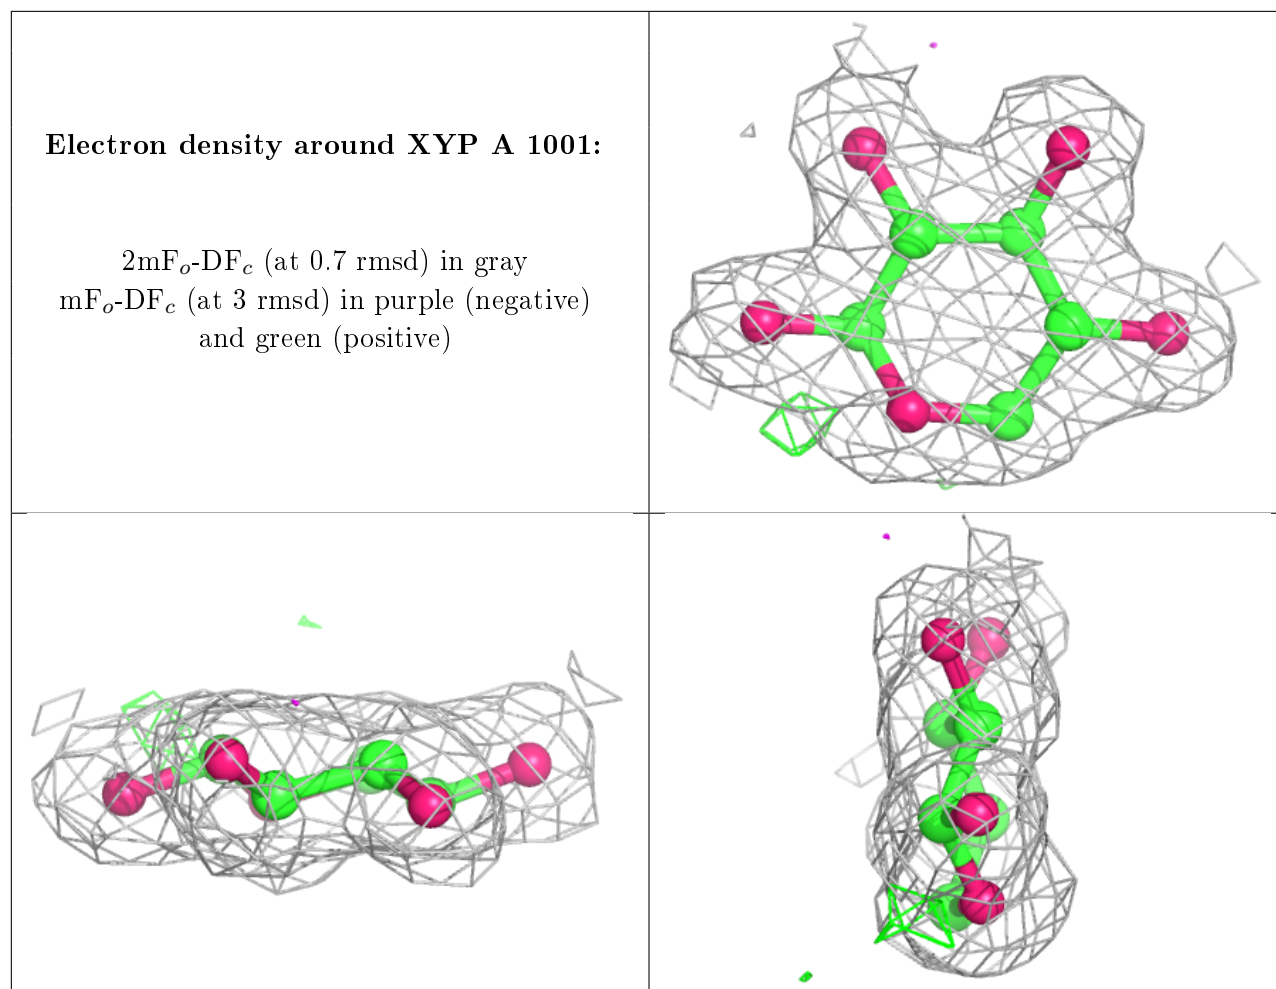 Electron density around XYP A 1001:
2mFo-DFc (at 0.7 rmsd) in gray
mFo-DFc (at 3 rmsd) in purple (negative)
and green (positive)